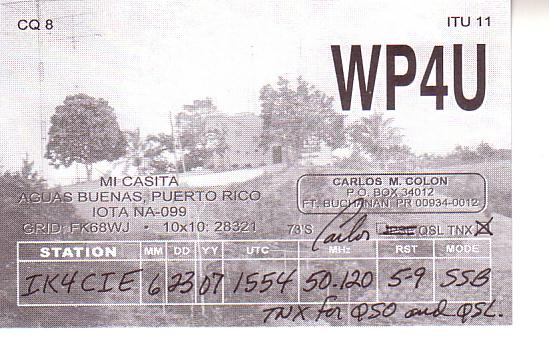 CQ 8
ITU 11
WP4U
MI CASITA
AGUAS BUENAS, PUERTO RICO
IOTA NA-099
GRID: FK68WJ • 10x10: 28321
CARLOS M. COLON
P.O. BOX 34012
FT. BUCHANAN, PR 00934-0012
73'S Carlos QSL TNX X
STATION MM DD YY UTC MHz RST MODE
IK4CIE 6 23 07 1554 50.120 59 SSB
TNX for QSO and QSL.